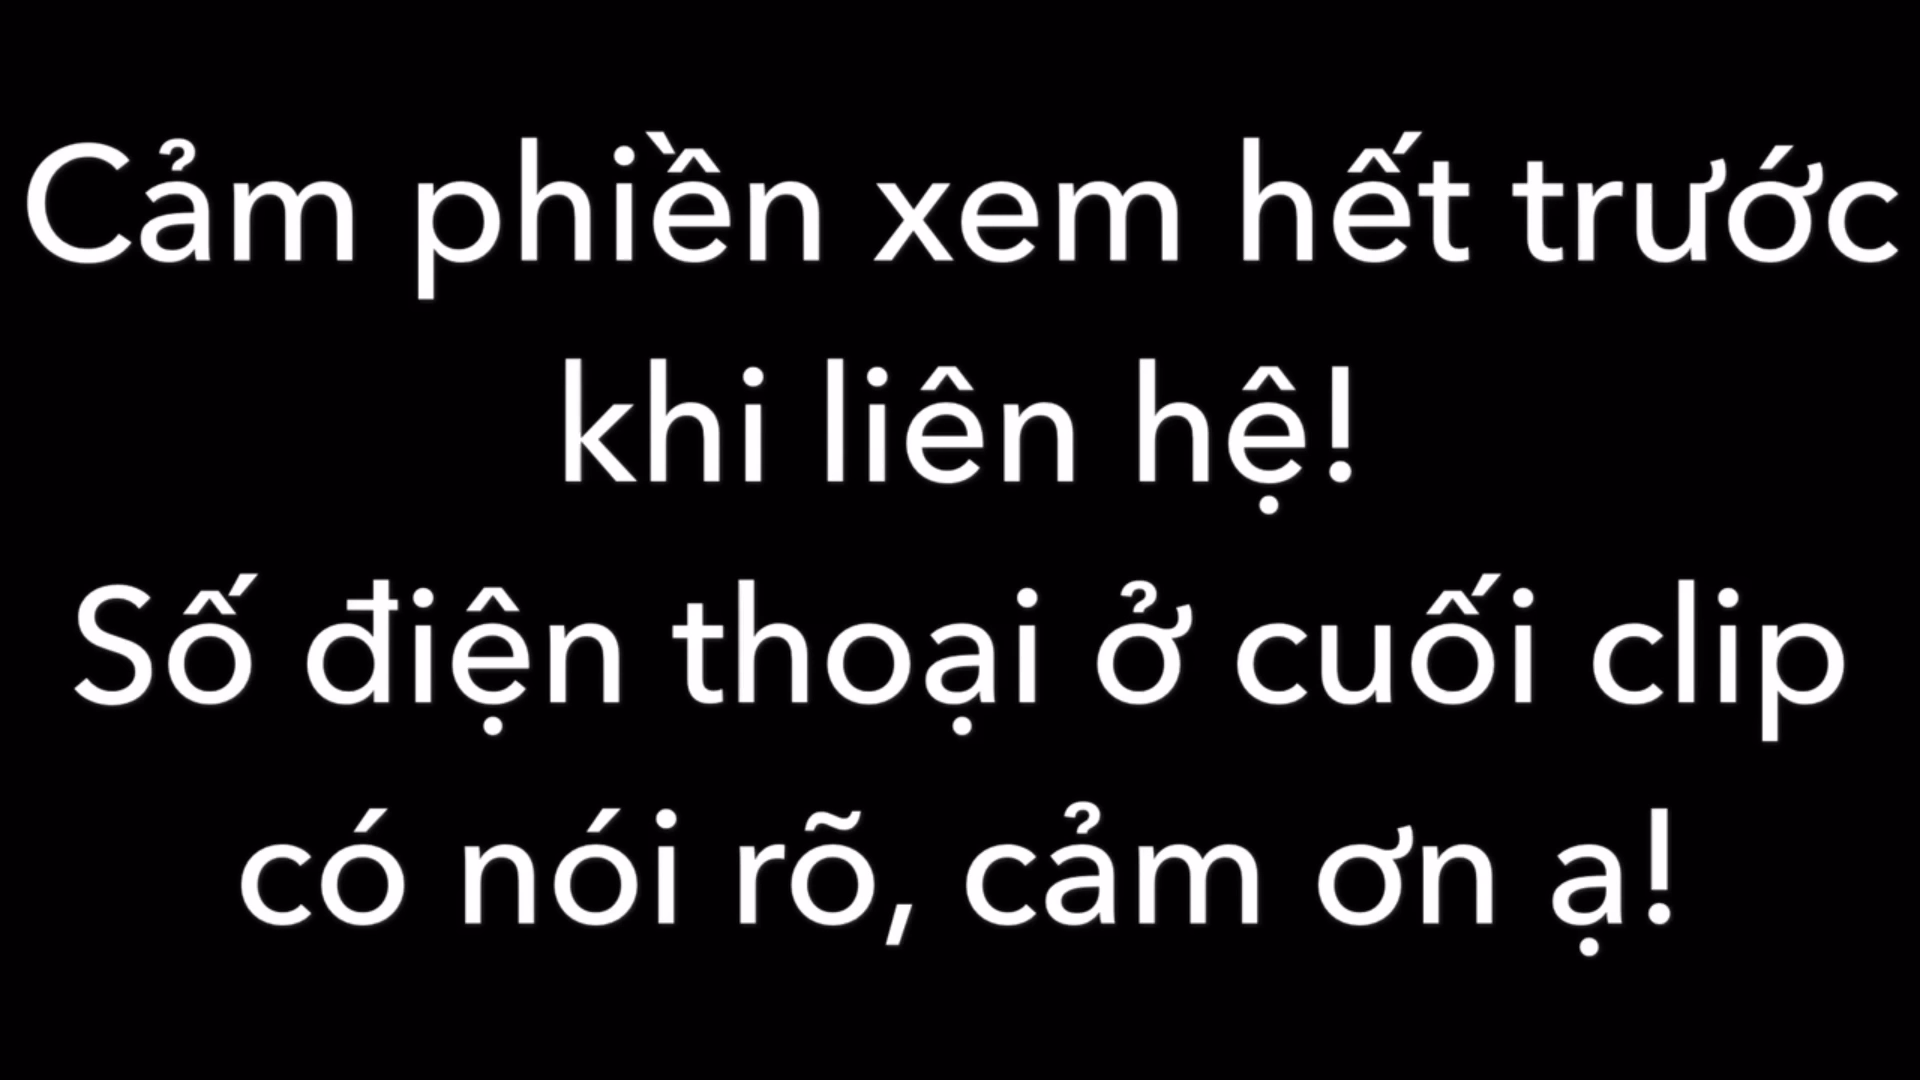 Cảm phiền xem hết trước
khi liên hệ!
Số điện thoại ở cuối clip
có nói rõ, cảm ơn ạ!